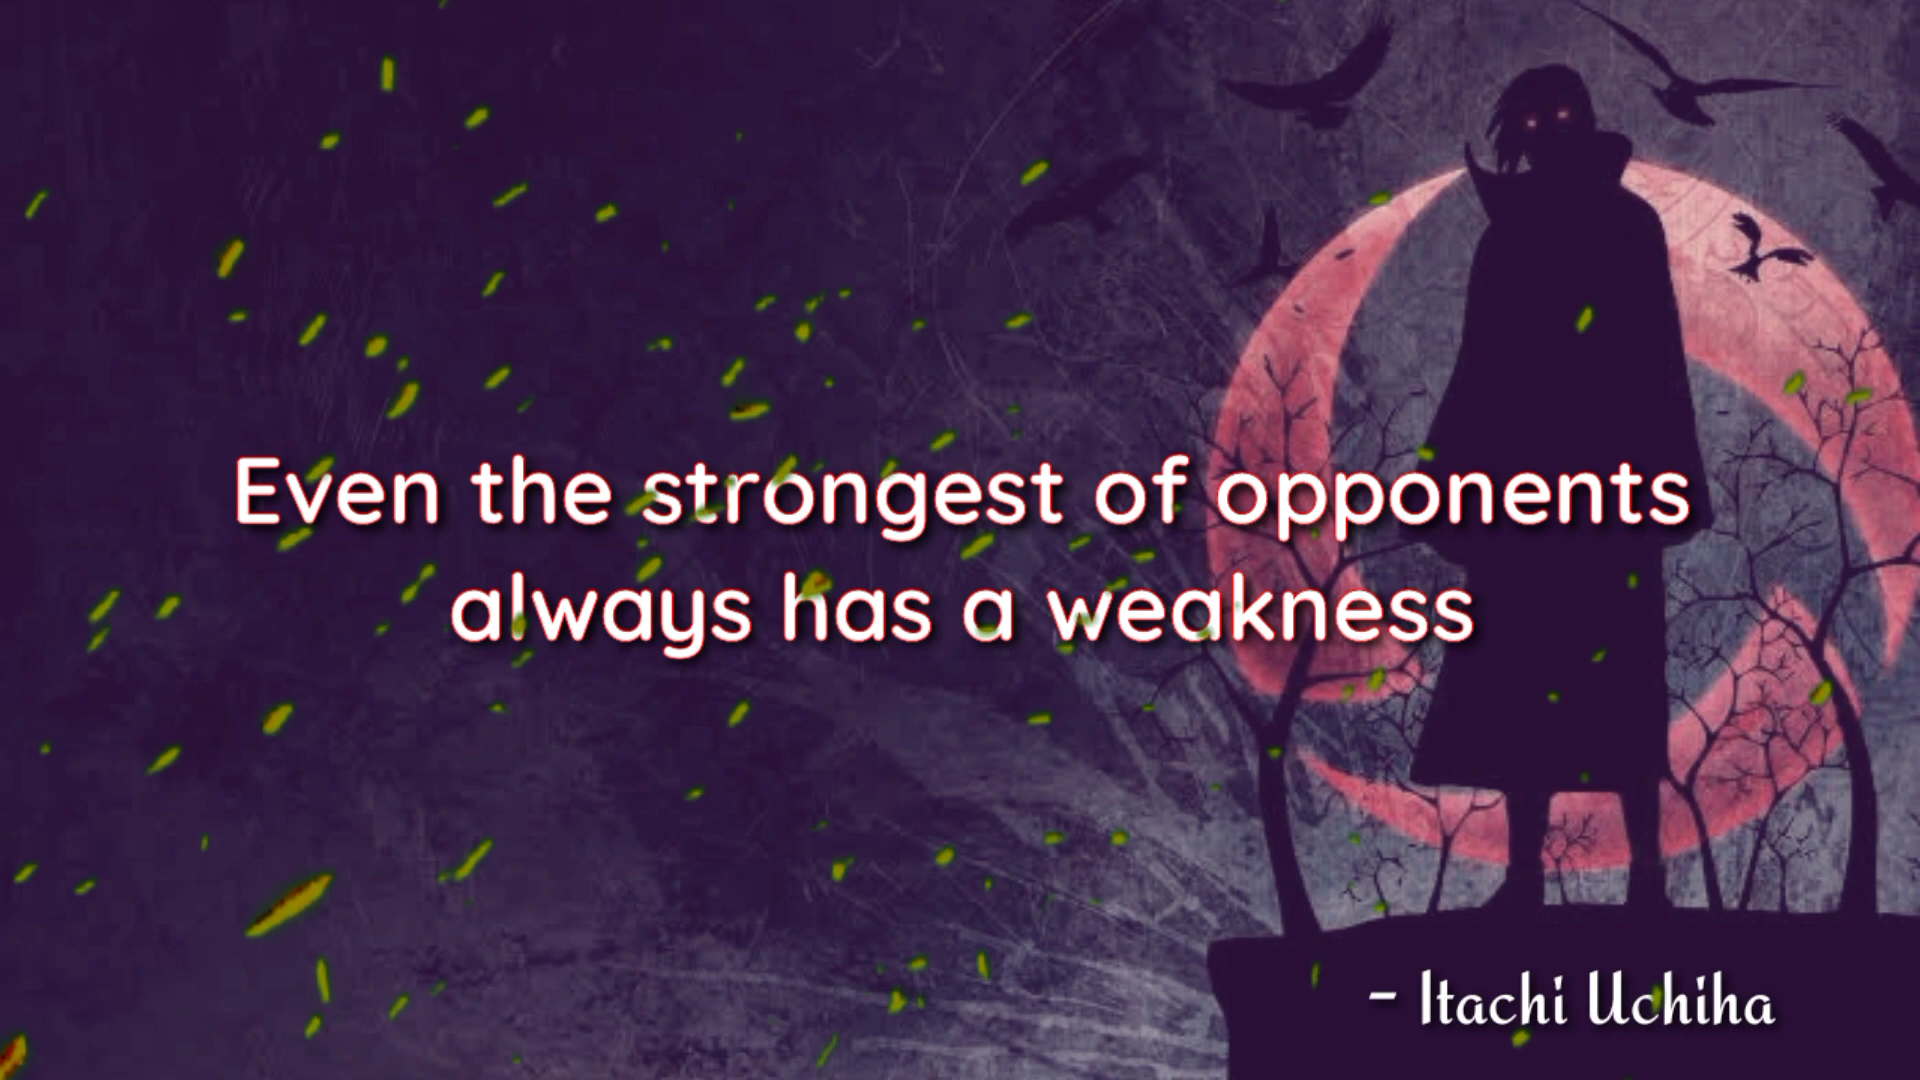 Even the strongest of opponents
always has a weakness
- Itachi Uchiha